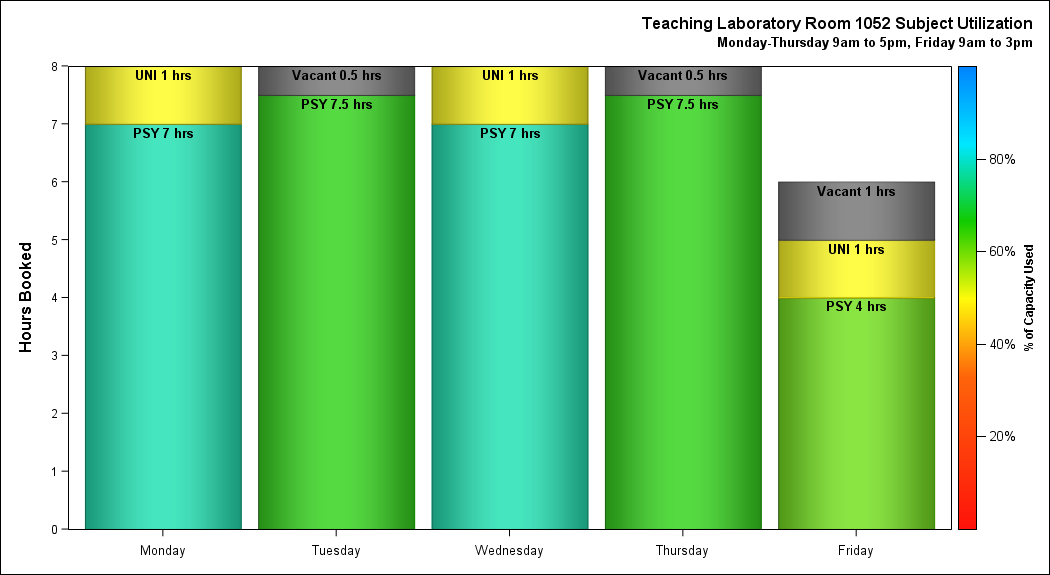 Teaching Laboratory Room 1052 Subject Utilization
Monday-Thursday 9am to 5pm, Friday 9am to 3pm
Hours Booked
8
7
6
5
4
3
2
1
0
UNI 1 hrs
PSY 7 hrs
Vacant 0.5 hrs
PSY 7.5 hrs
UNI 1 hrs
PSY 7 hrs
Vacant 0.5 hrs
PSY 7.5 hrs
Vacant 1 hrs
UNI 1 hrs
PSY 4 hrs
Monday
Tuesday
Wednesday
Thursday
Friday
80%
60%
40%
20%
% of Capacity Used